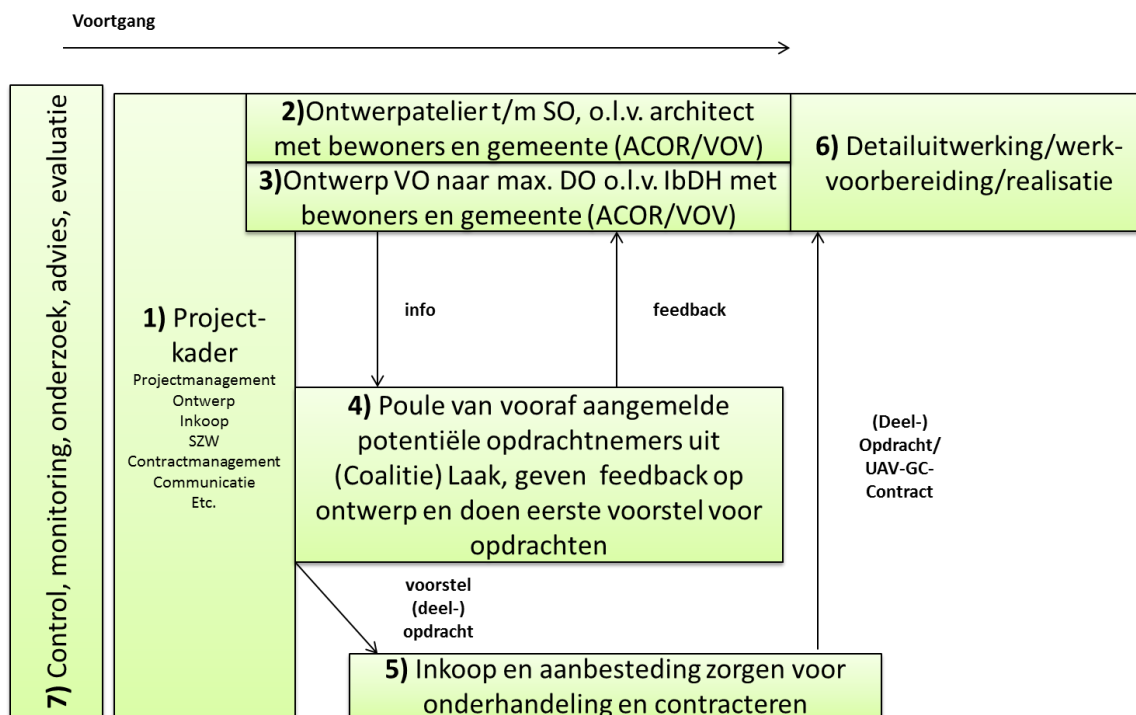 Voortgang
7) Control, monitoring, onderzoek, advies, evaluatie
1) Project-
kader
Projectmanagement
Ontwerp
Inkoop
SZW
Contractmanagement
Communicatie
Etc.
2)Ontwerpatelier t/m SO, o.l.v. architect
met bewoners en gemeente (ACOR/VOV)
3)Ontwerp VO naar max. DO o.l.v. IbDH met
bewoners en gemeente (ACOR/VOV)
6) Detailuitwerking/werk-
voorbereiding/realisatie
info
feedback
4) Poule van vooraf aangemelde
potentiële opdrachtnemers uit
(Coalitie) Laak, geven feedback op
ontwerp en doen eerste voorstel voor
opdrachten
(Deel-)
Opdracht/
UAV-GC-
Contract
voorstel
(deel-)
opdracht
5) Inkoop en aanbesteding zorgen voor
onderhandeling en contracteren